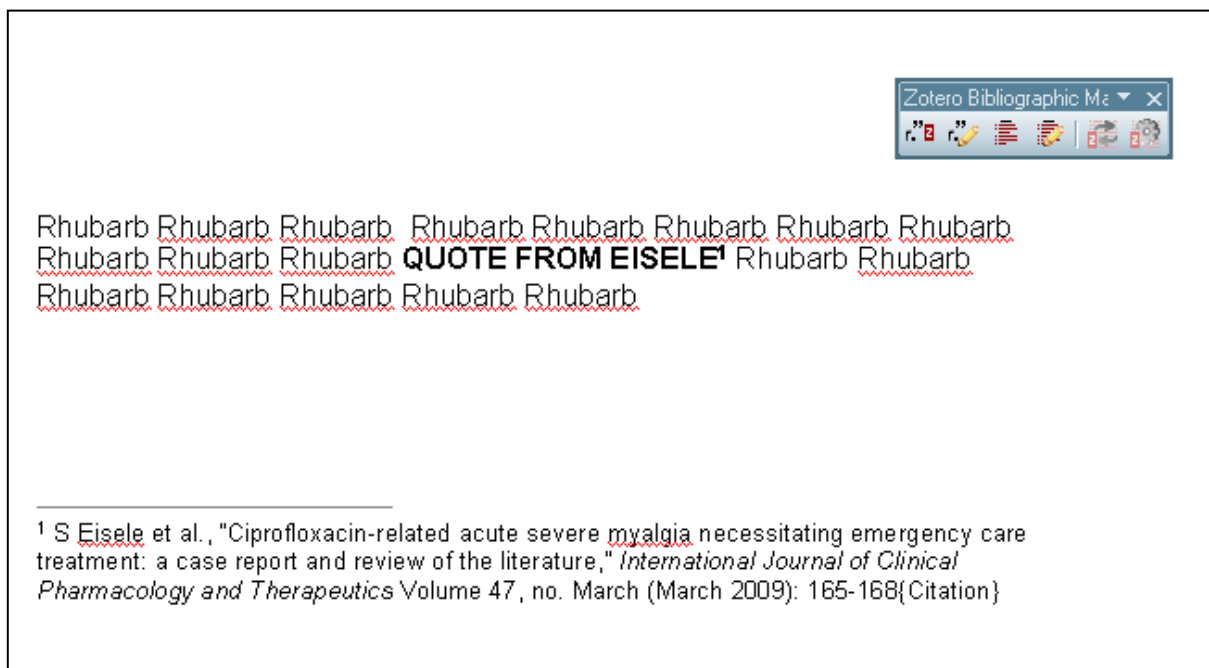 Zotero Bibliographic Ma
Rhubarb Rhubarb Rhubarb Rhubarb Rhubarb Rhubarb Rhubarb Rhubarb
Rhubarb Rhubarb Rhubarb QUOTE FROM EISELE¹ Rhubarb Rhubarb
Rhubarb Rhubarb Rhubarb Rhubarb Rhubarb
¹ S Eisele et al., "Ciprofloxacin-related acute severe myalgia necessitating emergency care
treatment: a case report and review of the literature," International Journal of Clinical
Pharmacology and Therapeutics Volume 47, no. March (March 2009): 165-168{Citation}